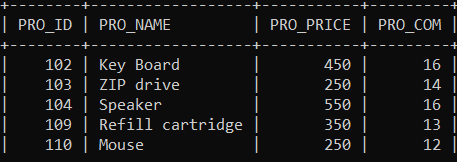 | PRO_ID | PRO_NAME         | PRO_PRICE | PRO_COM |
| 102 | Key Board        | 450 | 16 |
| 103 | ZIP drive        | 250 | 14 |
| 104 | Speaker          | 550 | 16 |
| 109 | Refill cartridge | 350 | 13 |
| 110 | Mouse            | 250 | 12 |